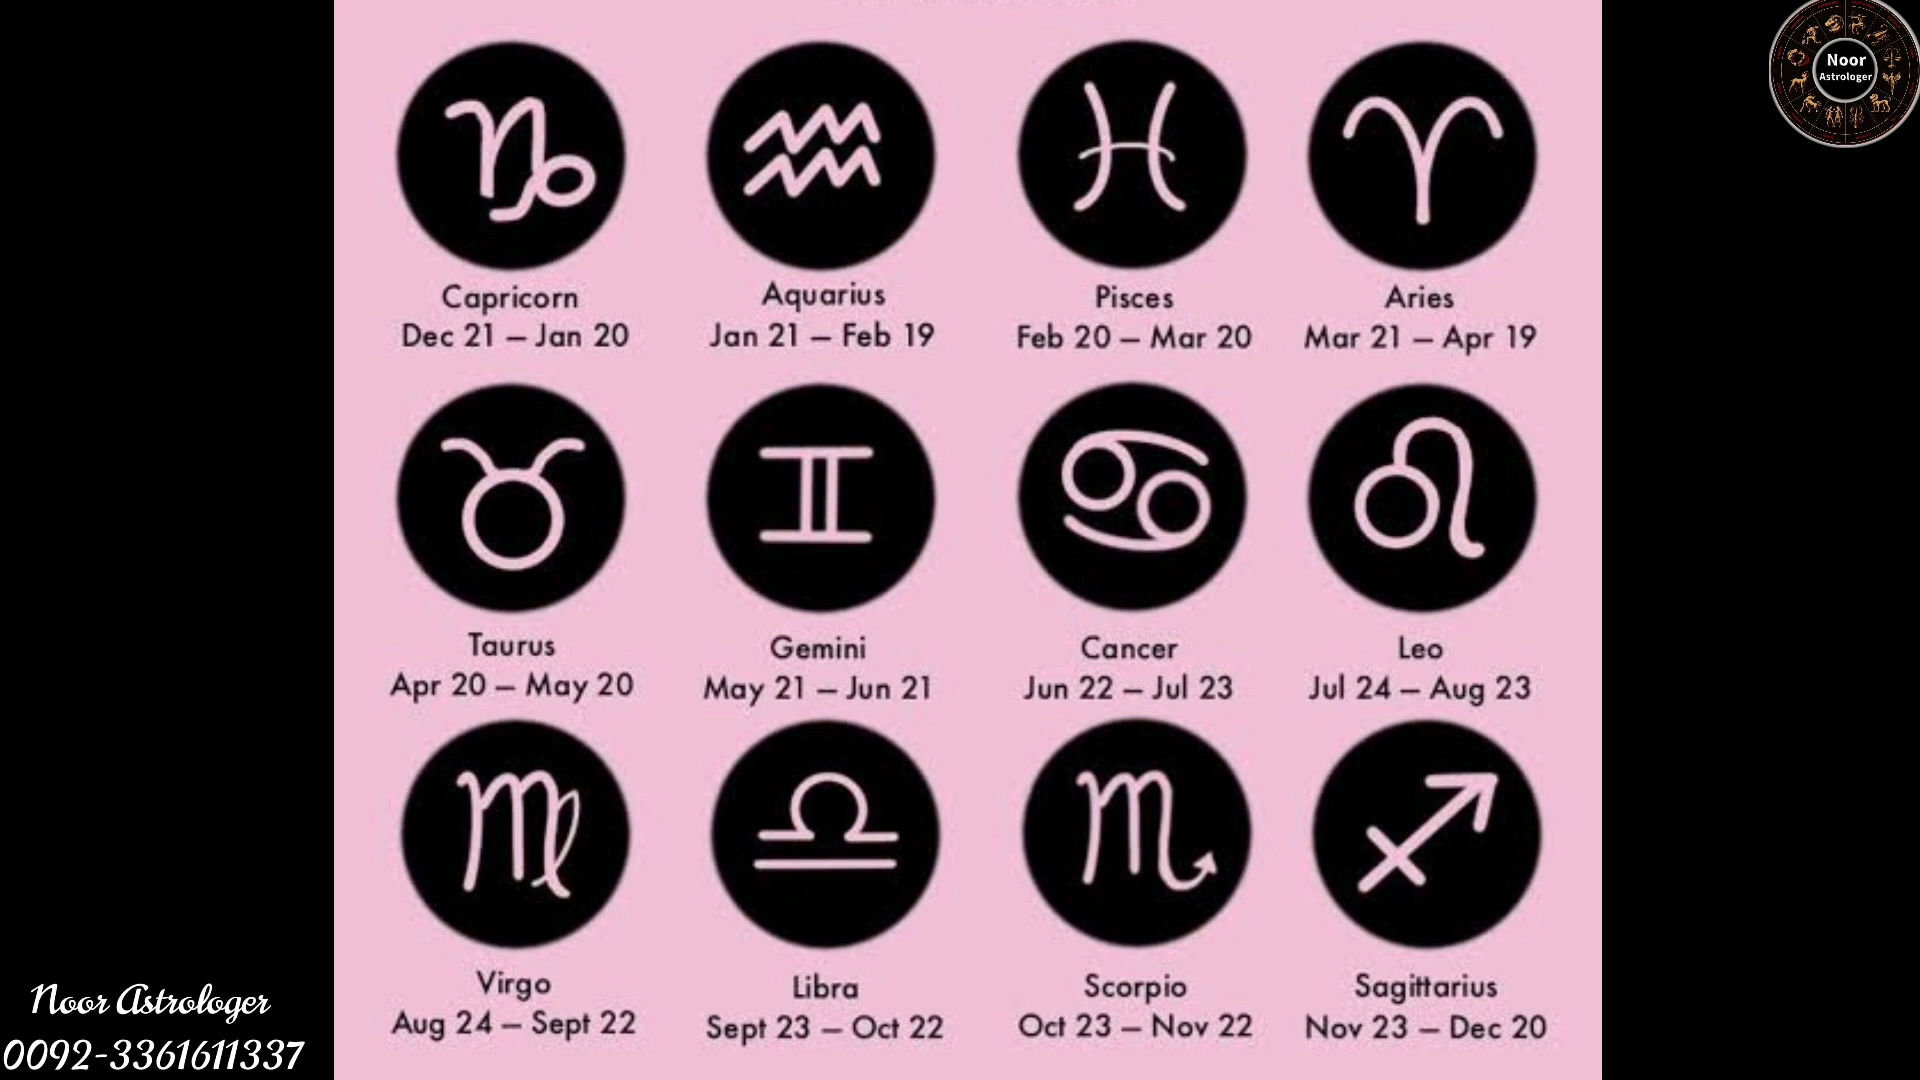 Noor
Astrologer
Capricorn
Dec 21 – Jan 20
Aquarius
Jan 21 – Feb 19
Pisces
Feb 20 – Mar 20
Aries
Mar 21 – Apr 19
Taurus
Apr 20 – May 20
Gemini
May 21 – Jun 21
Cancer
Jun 22 – Jul 23
Leo
Jul 24 – Aug 23
Virgo
Aug 24 – Sept 22
Libra
Sept 23 – Oct 22
Scorpio
Oct 23 – Nov 22
Sagittarius
Nov 23 – Dec 20
Noor Astrologer
0092-3361611337